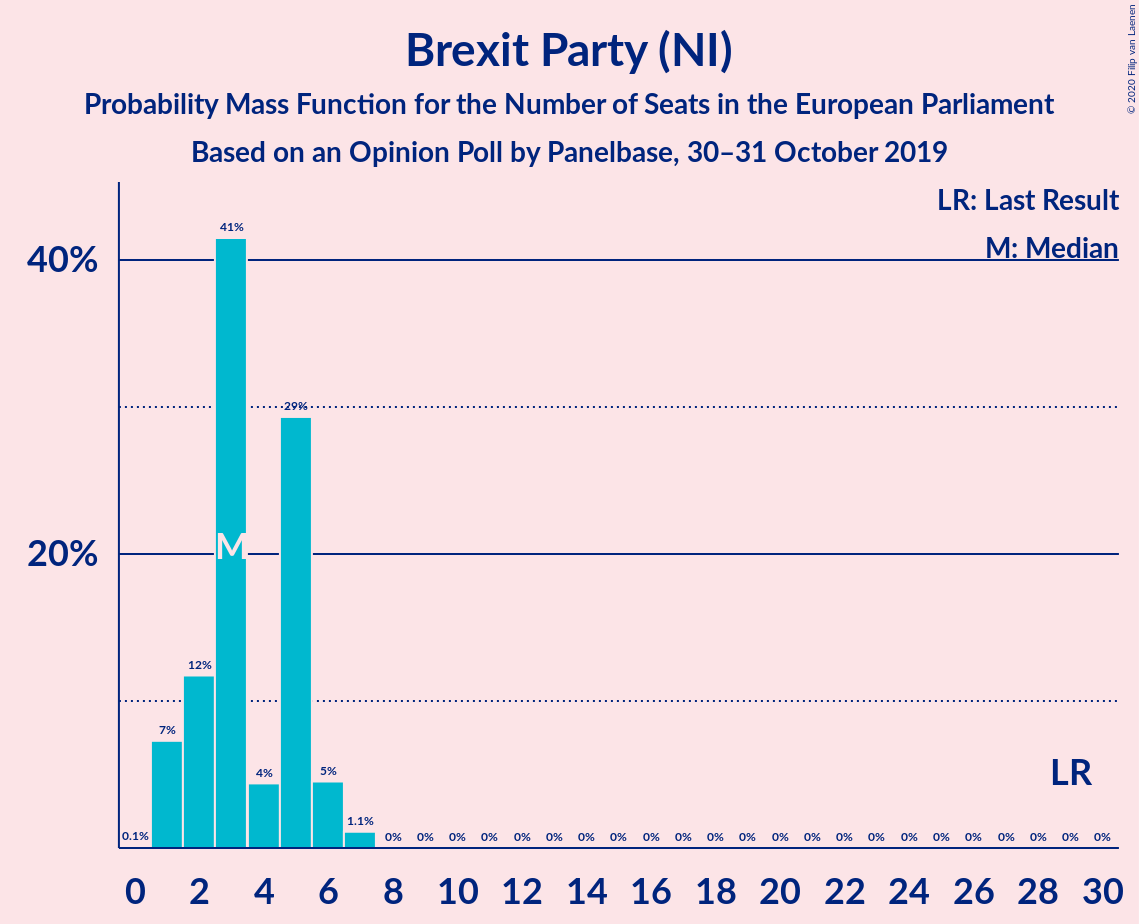 Brexit Party (NI)
Probability Mass Function for the Number of Seats in the European Parliament
Based on an Opinion Poll by Panelbase, 30–31 October 2019
© 2020 Filip van Laenen
LR: Last Result
M: Median
40%
20%
0.1%
7%
12%
41%
M
4%
29%
5%
1.1%
0% 0% 0% 0% 0% 0% 0% 0% 0% 0% 0% 0% 0% 0% 0% 0% 0% 0% 0% 0% 0% 0% 0%
LR
0 2 4 6 8 10 12 14 16 18 20 22 24 26 28 30